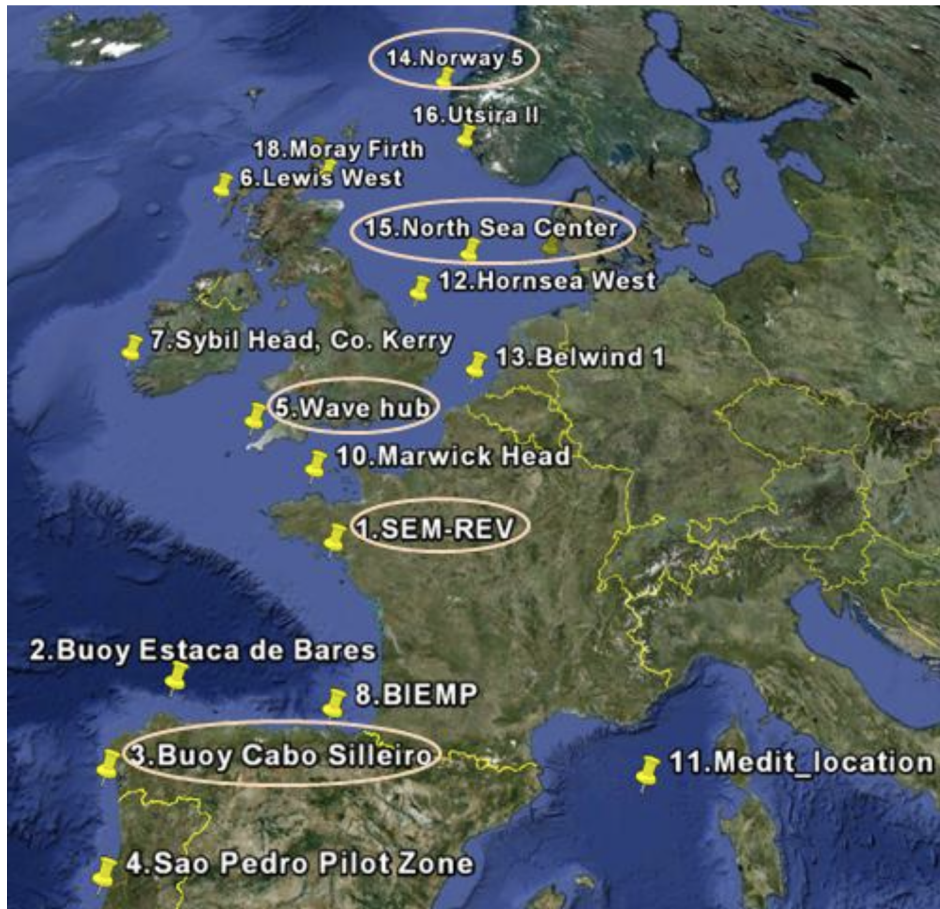 14.Norway 5
16.Utsira II
18.Moray Firth
6.Lewis West
15.North Sea Center
12.Hornsea West
7.Sybil Head, Co. Kerry
13.Belwind 1
5.Wave hub
10.Marwick Head
1.SEM-REV
2.Buoy Estaca de Bares
8.BIEMP
3.Buoy Cabo Silleiro
11.Medit_location
4.Sao Pedro Pilot Zone